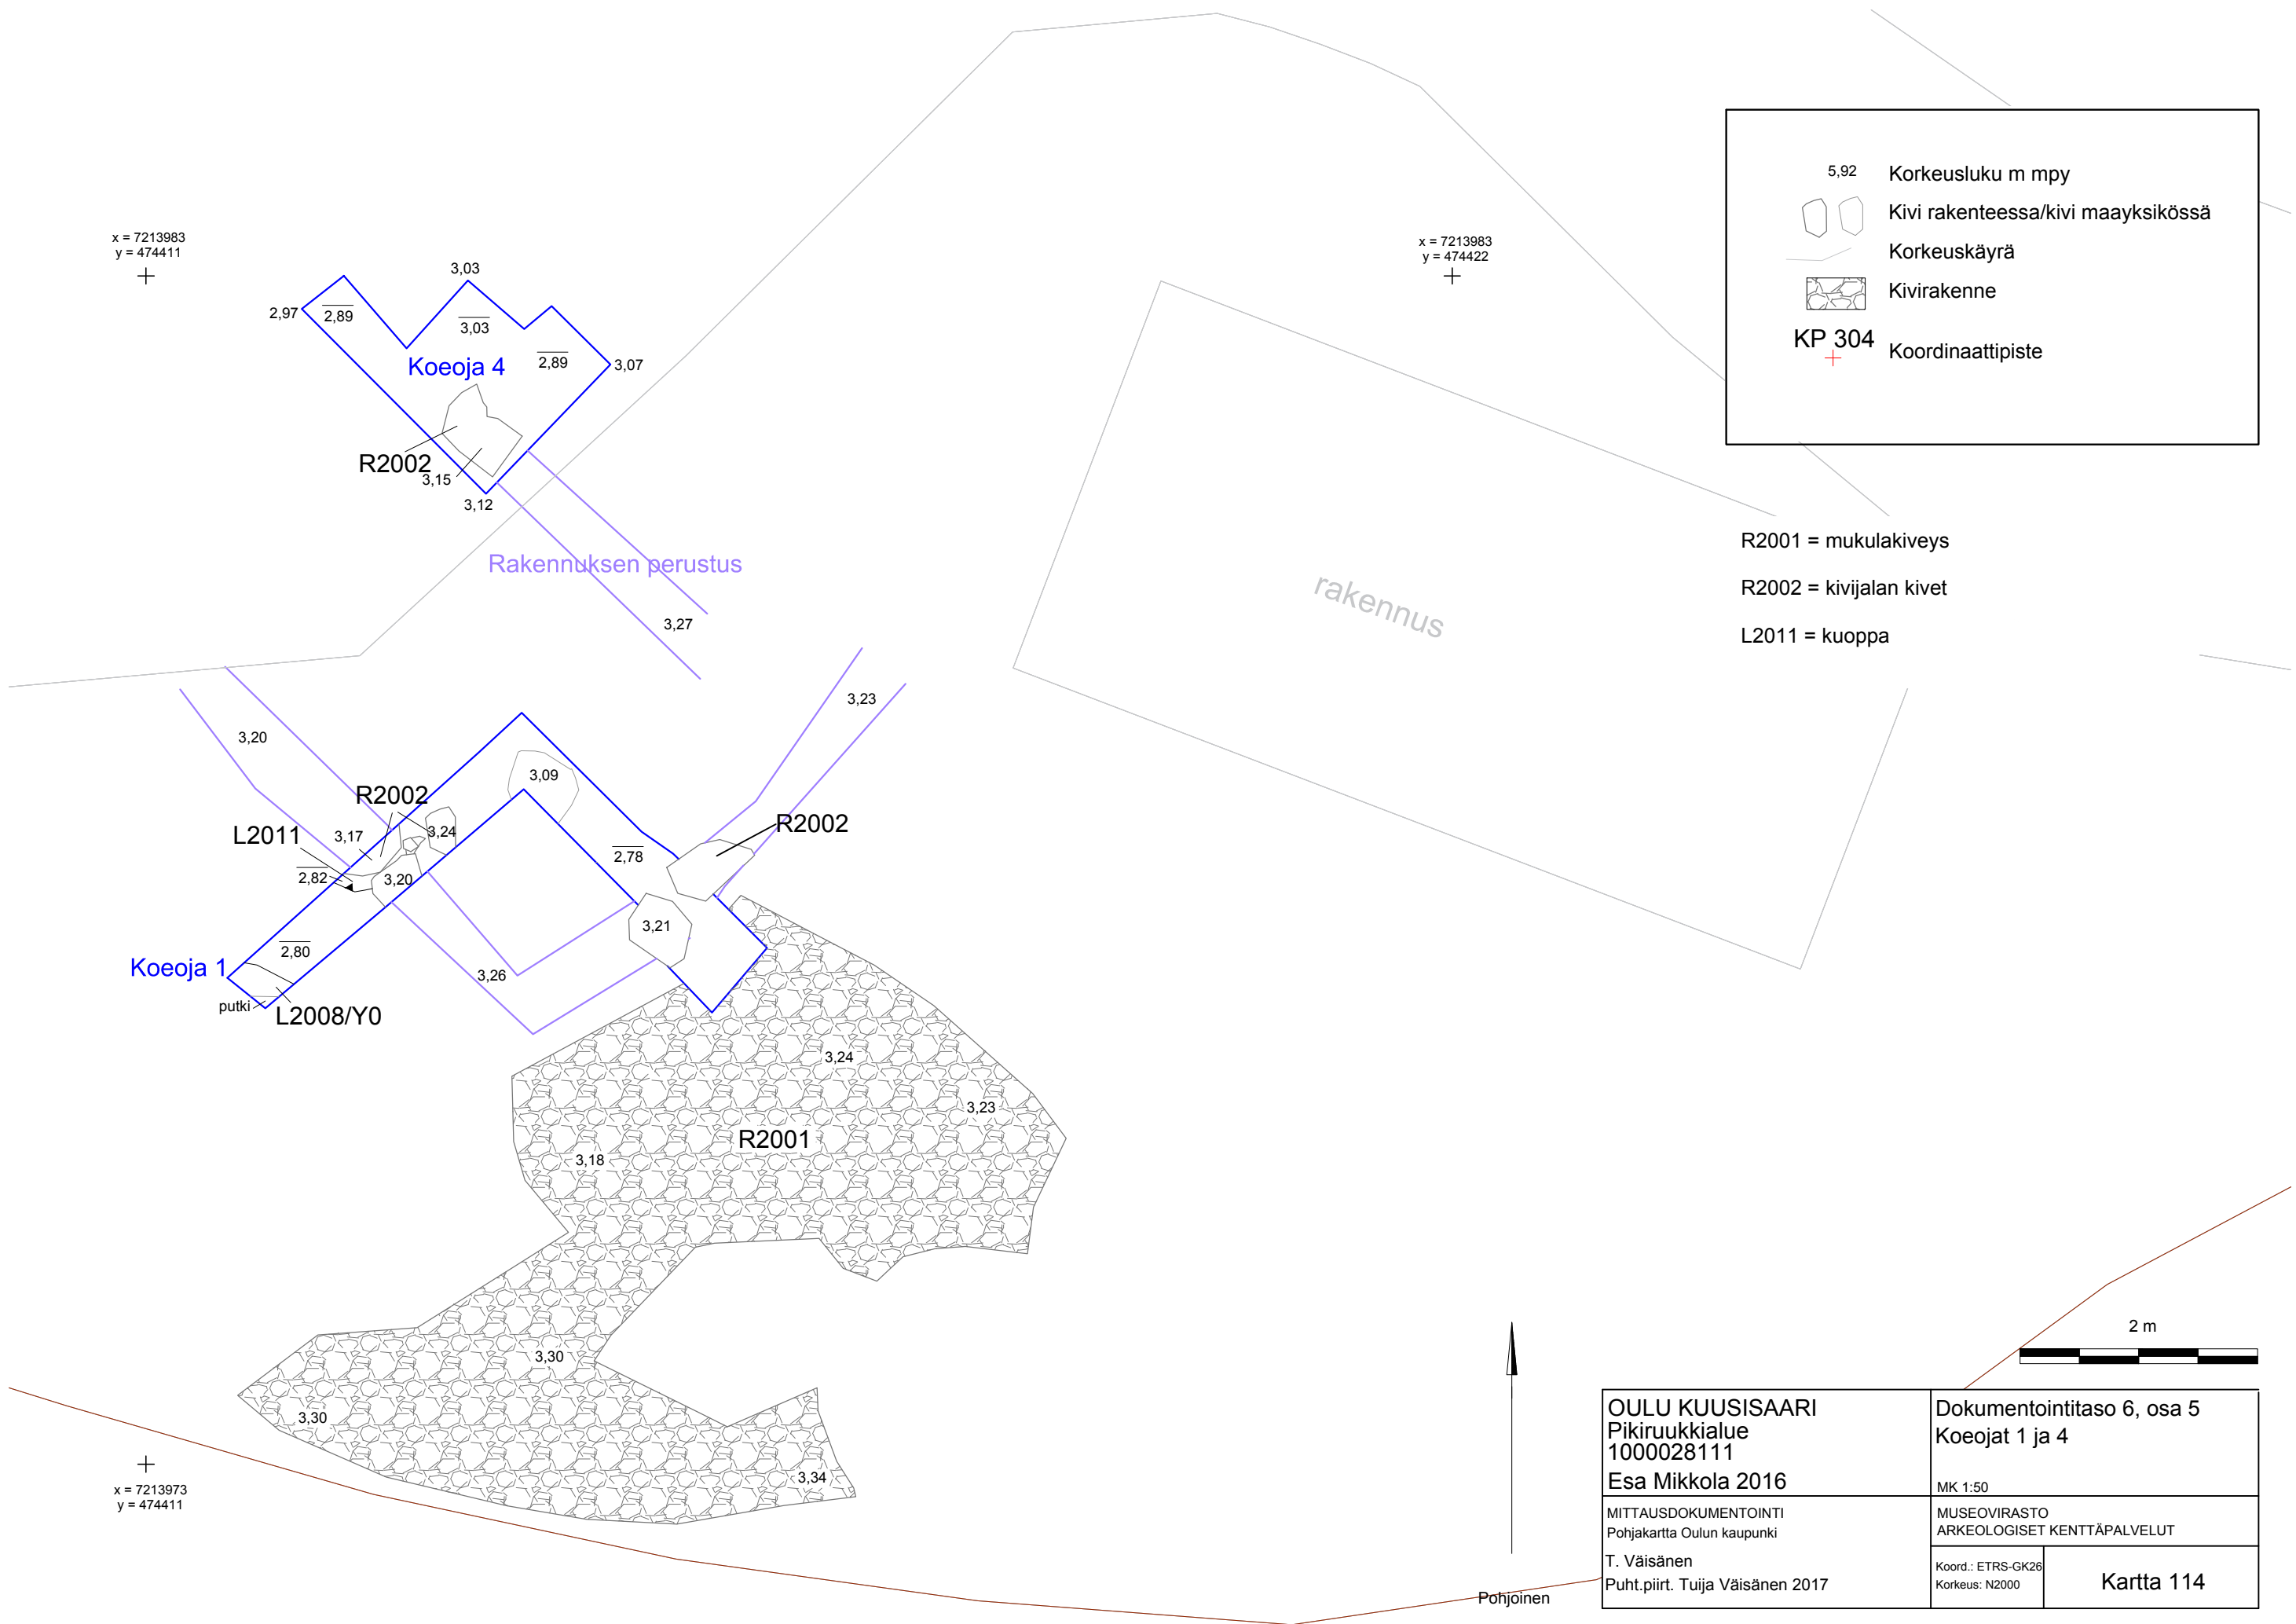 x = 7213983
y = 474411
x = 7213983
y = 474422
5,92 Korkeusluku m mpy
Kivi rakenteessa/kivi maayksikössä
Korkeuskäyrä
Kivirakenne
KP 304 Koordinaattipiste
3,03
2,97
2,89
3,03
2,89
3,07
Koeoja 4
R2002
3,15
3,12
Rakennuksen perustus
3,27
rakennus
R2001 = mukulakiveys
R2002 = kivijalan kivet
L2011 = kuoppa
3,23
3,20
3,09
R2002
L2011
3,17
3,24
R2002
2,78
2,82
3,20
3,21
2,80
Koeoja 1
3,26
putki
L2008/Y0
3,24
3,23
R2001
3,18
3,30
3,30
3,34
x = 7213973
y = 474411
2 m
Pohjoinen
OULU KUUSISAARI
Pikiruukkialue
1000028111
Esa Mikkola 2016
Dokumentointitaso 6, osa 5
Koeojat 1 ja 4
MK 1:50
MITTAUSDOKUMENTOINTI
Pohjakartta Oulun kaupunki
T. Väisänen
Puht.piirt. Tuija Väisänen 2017
MUSEOVIRASTO
ARKEOLOGISET KENTTÄPALVELUT
Koord.: ETRS-GK26
Korkeus: N2000
Kartta 114